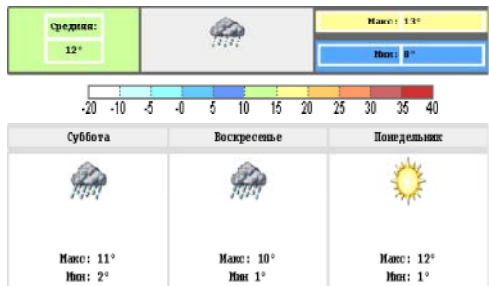 Средняя:
12°
Макс: 13°
Мин: 8°
-20 -10 -5 -0 5 10 15 20 25 30 35 40
Суббота Воскресенье Понедельник
Макс: 11° Макс: 10° Макс: 12°
Мин: 2° Мин 1° Мин: 1°